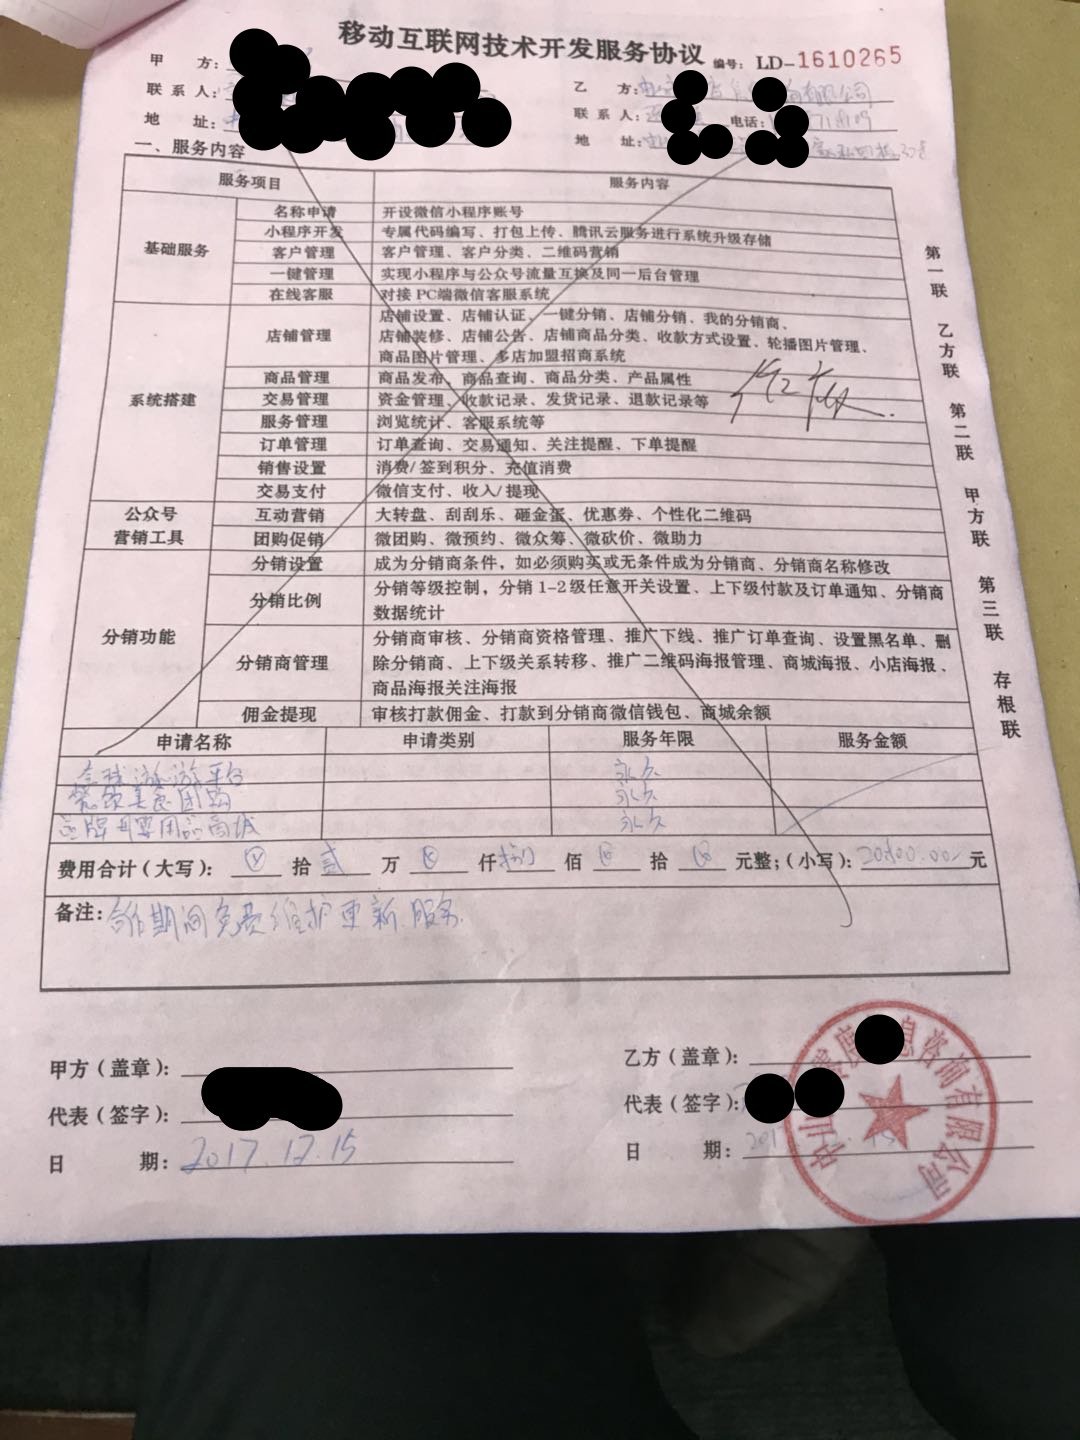 移动互联网技术开发服务协议 编号: LD-1610265
甲 方:
乙 方: 有限公司
联 系 人:
联 系 人: 电话:
地 址:
地 址:
一、服务内容
服务项目 服务内容
基础服务
名称申请 开设微信小程序账号
小程序开发 专属代码编写、打包上传、腾讯云服务进行系统升级存储
客户管理 客户管理、客户分类、二维码营销
一键管理 实现小程序与公众号流量互换及同一后台管理
在线客服 对接 PC端微信客服系统
系统搭建
店铺管理 店铺设置、店铺认证、一键分销、店铺分销、我的分销商、
店铺装修、店铺公告、店铺商品分类、收款方式设置、轮播图片管理、
商品图片管理、多店加盟招商系统
商品管理 商品发布、商品查询、商品分类、产品属性
交易管理 资金管理、收款记录、发货记录、退款记录等
服务管理 浏览统计、客服系统等
订单管理 订单查询、交易通知、关注提醒、下单提醒
销售设置 消费/签到积分、充值消费
交易支付 微信支付、收入/提现
公众号
营销工具
互动营销 大转盘、刮刮乐、砸金蛋、优惠券、个性化二维码
团购促销 微团购、微预约、微众筹、微砍价、微助力
分销功能
分销设置 成为分销商条件，如必须购买或无条件成为分销商、分销商名称修改
分销比例 分销等级控制，分销 1-2 级任意开关设置、上下级付款及订单通知、分销商
数据统计
分销商管理 分销商审核、分销商资格管理、推广下线、推广订单查询、设置黑名单、删
除分销商、上下级关系转移、推广二维码海报管理、商城海报、小店海报、
商品海报关注海报
佣金提现 审核打款佣金、打款到分销商微信钱包、商城余额
申请名称 申请类别 服务年限 服务金额
平台 永久
美食团购 永久
品牌母婴用品商城 永久
费用合计（大写）: 拾 贰 万 仟 捌 佰 拾 元整;（小写）: 元
备注: 合作期间免费维护更新服务.
甲方（盖章）:
乙方（盖章）:
代表（签字）:
代表（签字）:
日 期: 2017.12.15
日 期:
中山 息咨询有限公司
第一联 乙方联 第二联 甲方联 第三联 存根联